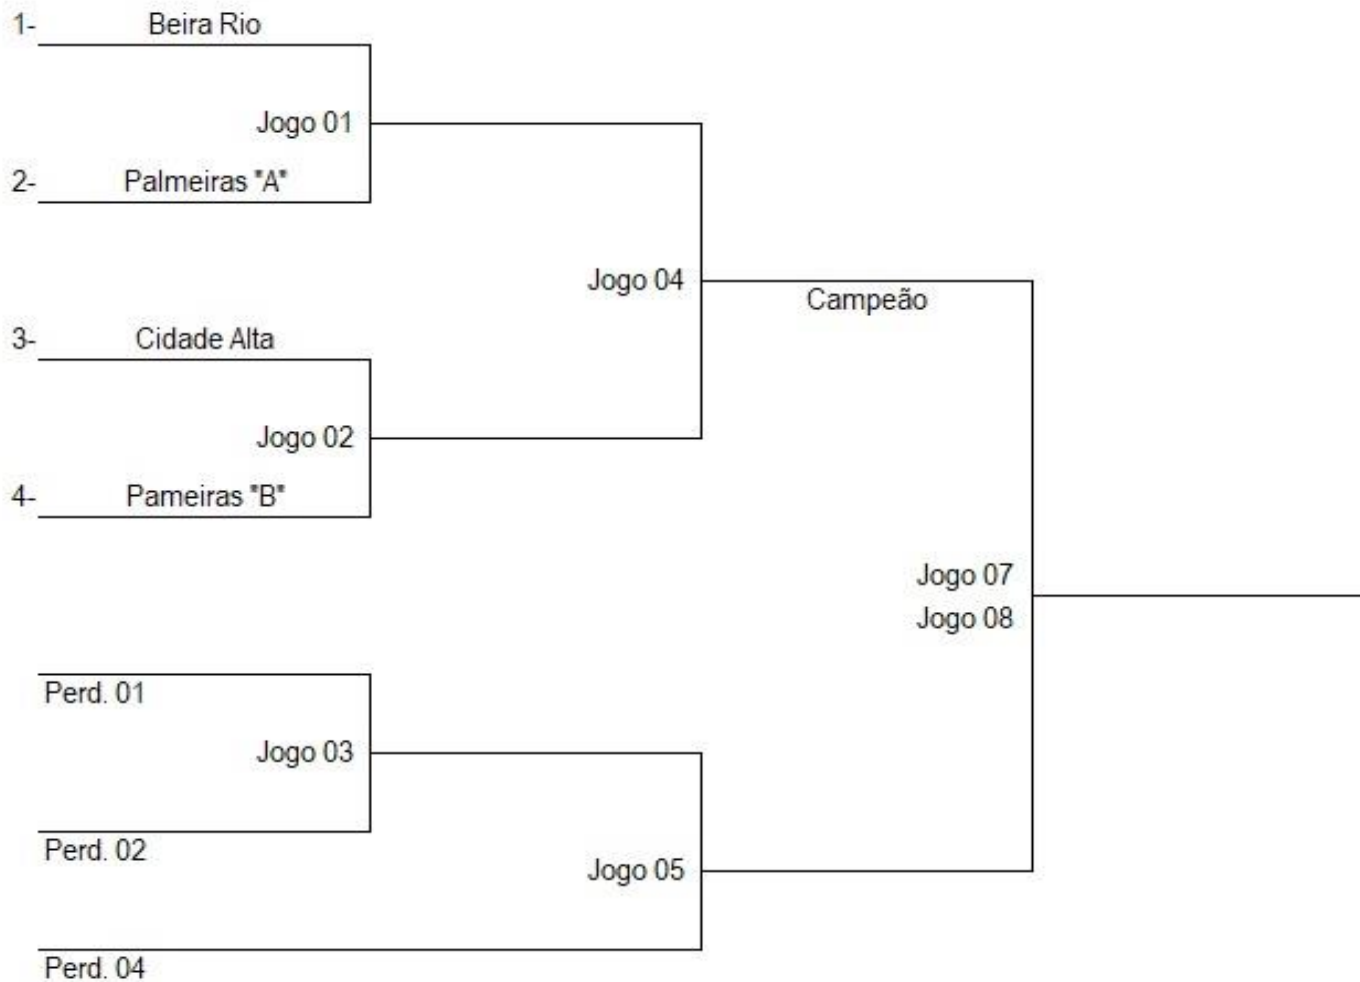 1- Beira Rio
Jogo 01
2- Palmeiras "A"
Jogo 04
Campeão
3- Cidade Alta
Jogo 02
4- Pameiras "B"
Jogo 07
Jogo 08
Perd. 01
Jogo 03
Perd. 02
Jogo 05
Perd. 04